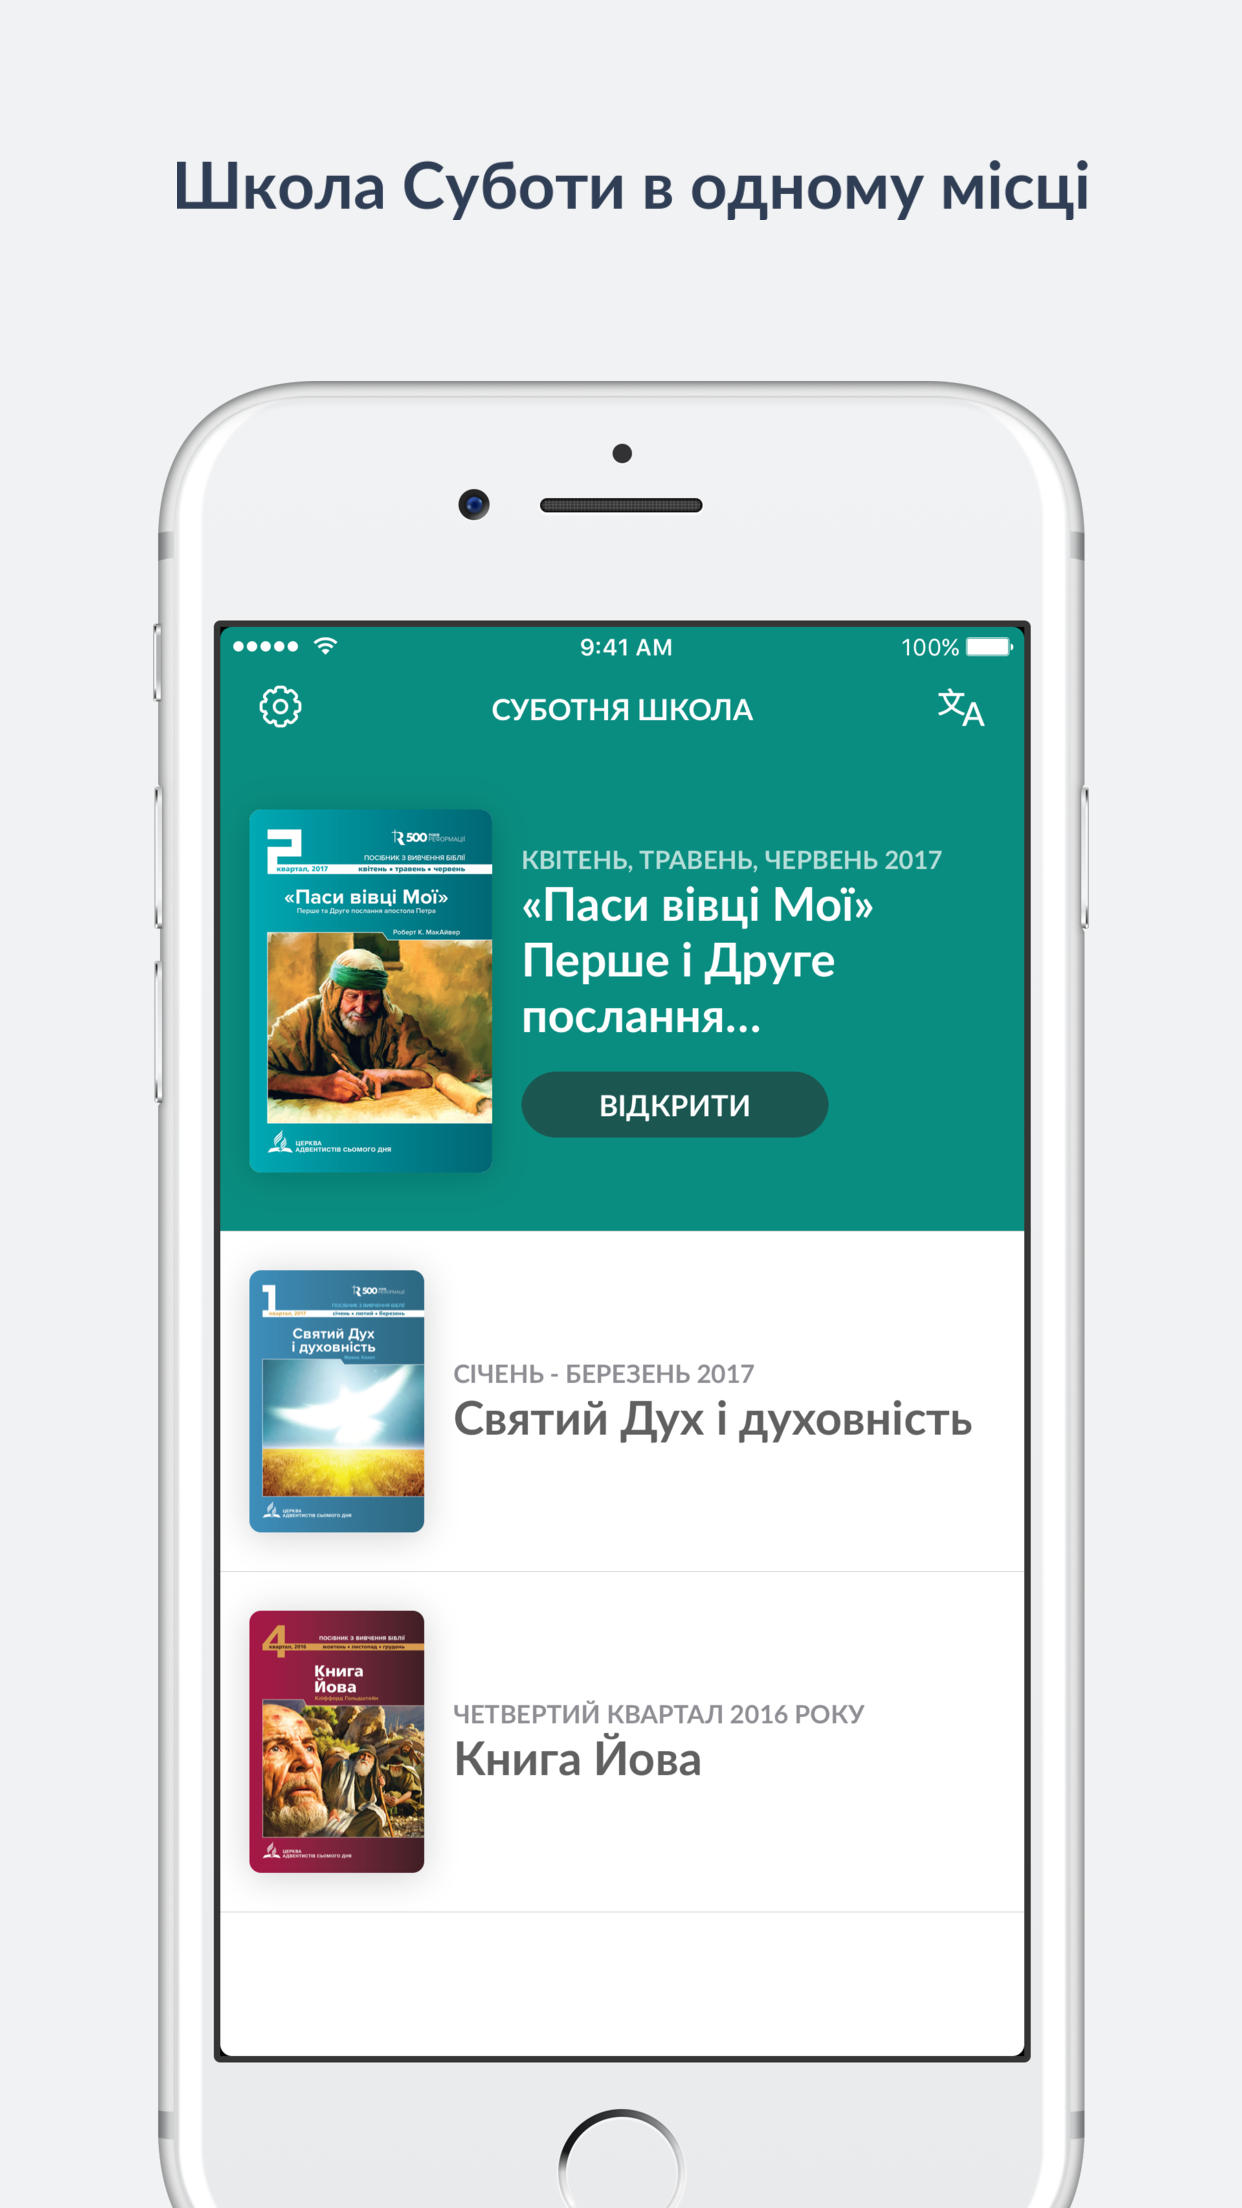 Школа Суботи в одному місці
9:41 AM
100%
СУБОТНЯ ШКОЛА
文A
2
квартал, 2017
R 500 РОКІВ РЕФОРМАЦІЇ
ПОСІБНИК З ВИВЧЕННЯ БІБЛІЇ
квітень • травень • червень
«Паси вівці Мої»
Перше та Друге послання апостола Петра
Роберт К. МакАйвер
ЦЕРКВА
АДВЕНТИСТІВ СЬОМОГО ДНЯ
КВІТЕНЬ, ТРАВЕНЬ, ЧЕРВЕНЬ 2017
«Паси вівці Мої»
Перше і Друге
послання...
ВІДКРИТИ
1
квартал, 2017
R 500 РОКІВ РЕФОРМАЦІЇ
ПОСІБНИК З ВИВЧЕННЯ БІБЛІЇ
січень • лютий • березень
Святий Дух
і духовність
ЦЕРКВА
АДВЕНТИСТІВ СЬОМОГО ДНЯ
СІЧЕНЬ - БЕРЕЗЕНЬ 2017
Святий Дух і духовність
4
квартал, 2016
ПОСІБНИК З ВИВЧЕННЯ БІБЛІЇ
жовтень • листопад • грудень
Книга
Йова
Кліффорд Гольдштейн
ЦЕРКВА
АДВЕНТИСТІВ СЬОМОГО ДНЯ
ЧЕТВЕРТИЙ КВАРТАЛ 2016 РОКУ
Книга Йова